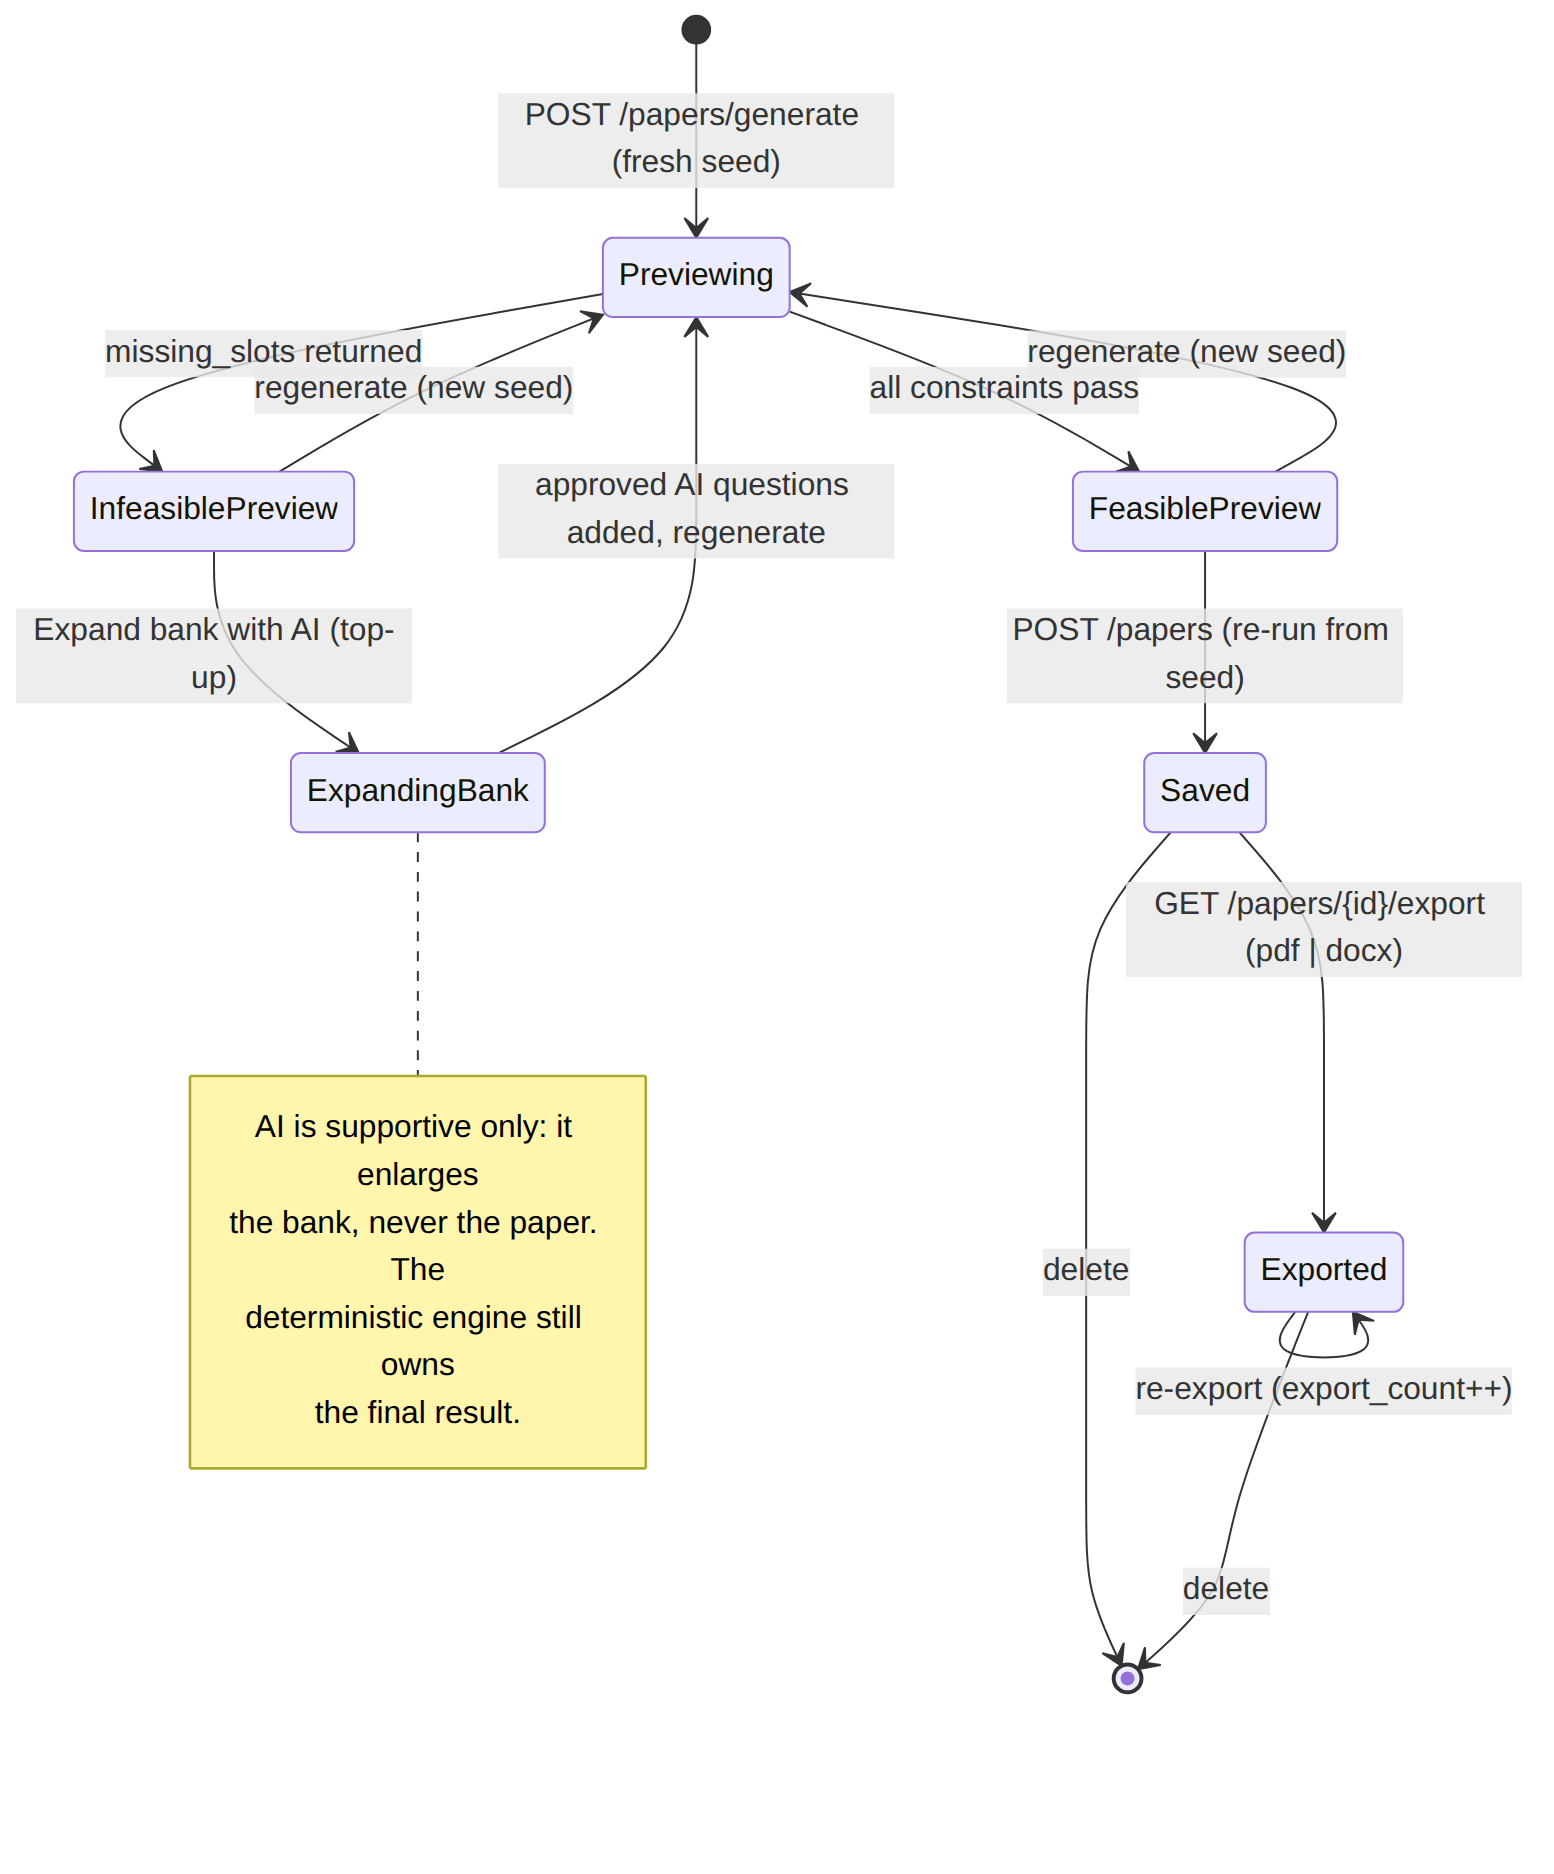 POST /papers/generate
(fresh seed)
Previewing
missing_slots returned
regenerate (new seed)
regenerate (new seed)
all constraints pass
InfeasiblePreview
approved AI questions
added, regenerate
FeasiblePreview
Expand bank with AI (top-
up)
POST /papers (re-run from
seed)
ExpandingBank
Saved
GET /papers/{id}/export
(pdf | docx)
AI is supportive only: it
enlarges
the bank, never the paper.
The
deterministic engine still
owns
the final result.
delete
Exported
re-export (export_count++)
delete